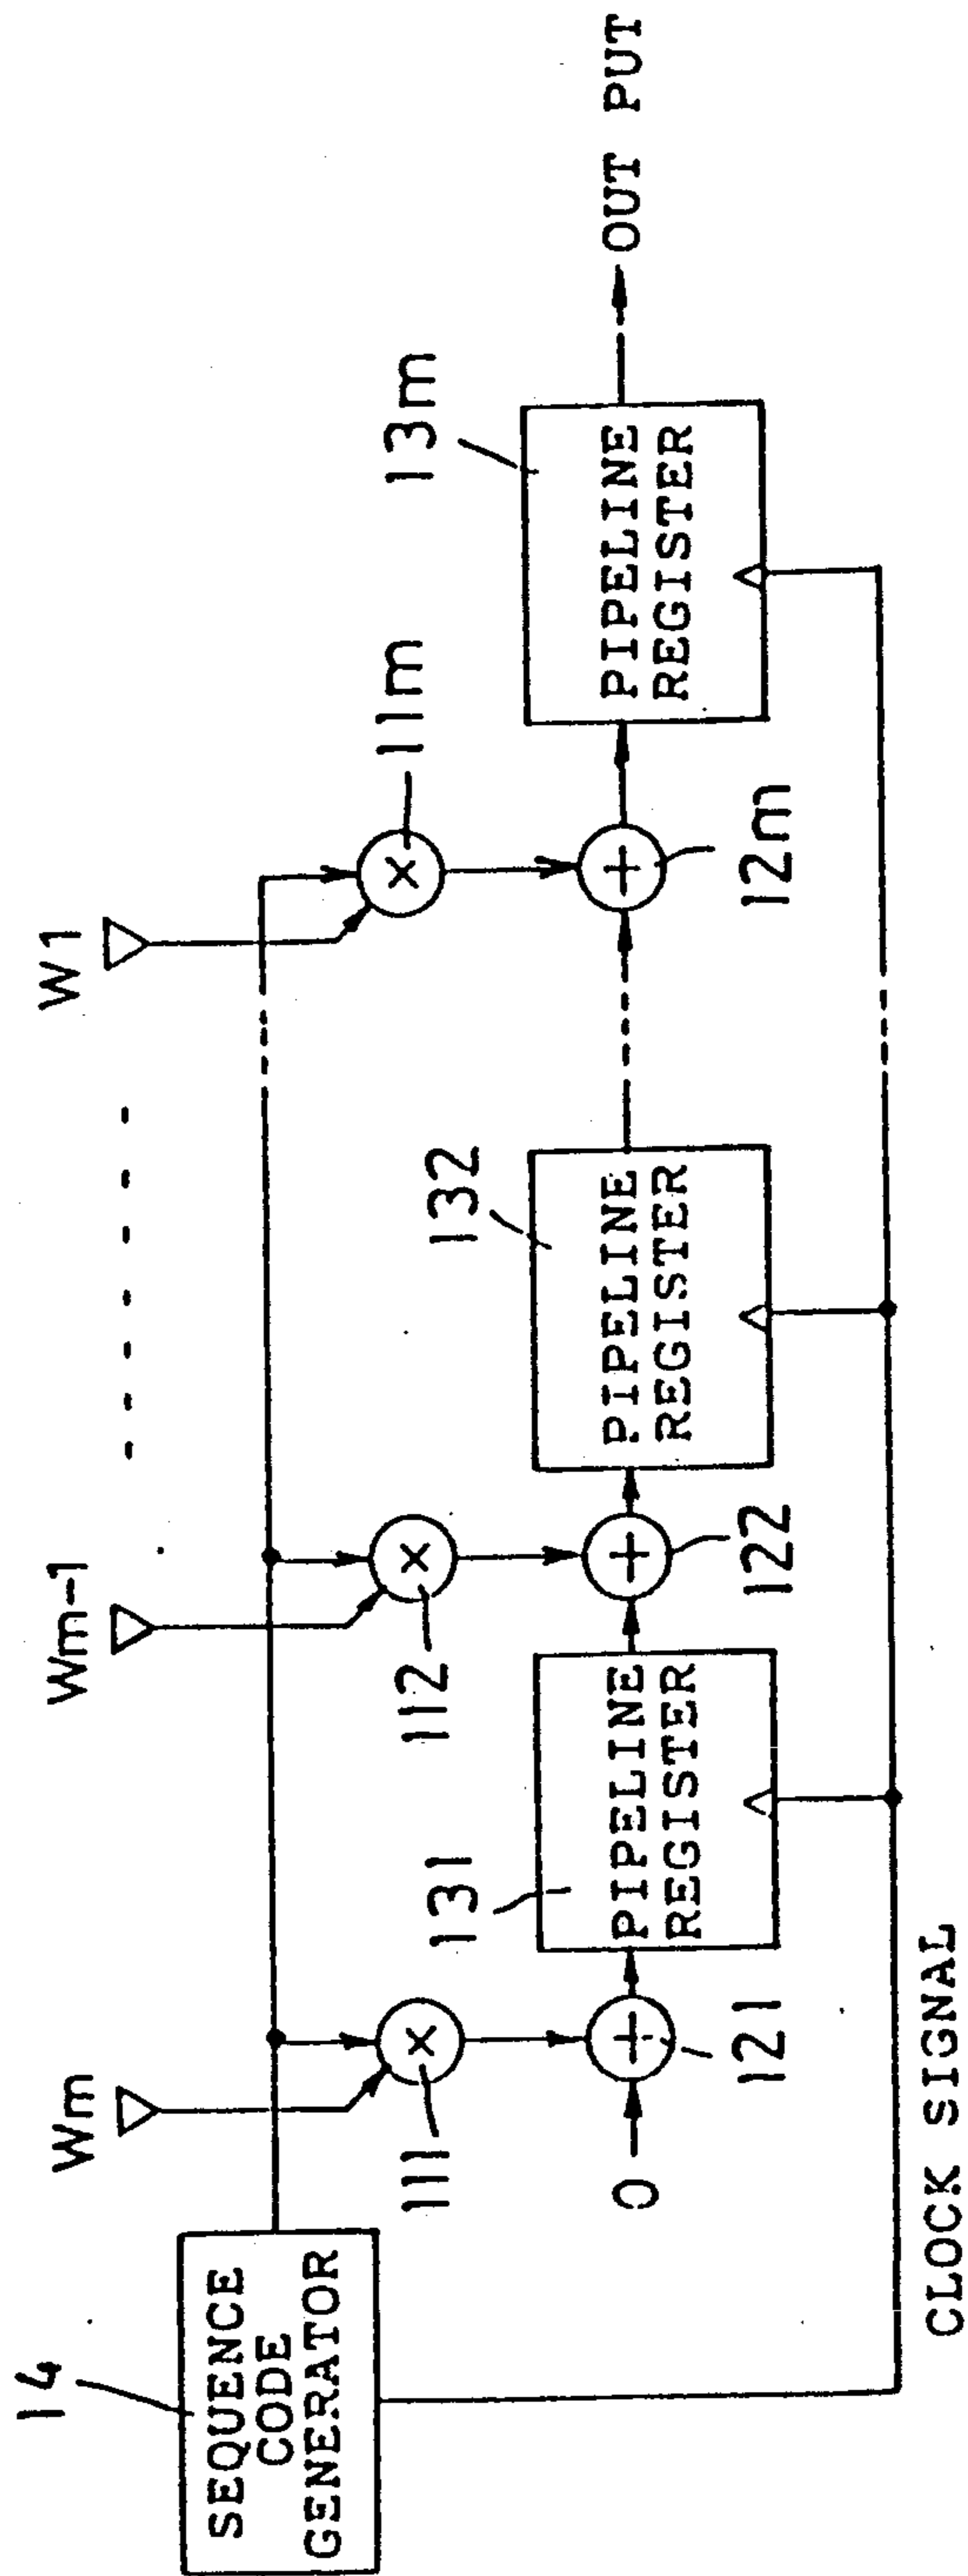 14
SEQUENCE
CODE
GENERATOR
Wm
Wm-1
- - - - - -
W1
111
112
11m
0
121
131
PIPELINE
REGISTER
122
132
PIPELINE
REGISTER
12m
13m
PIPELINE
REGISTER
OUT PUT
CLOCK SIGNAL